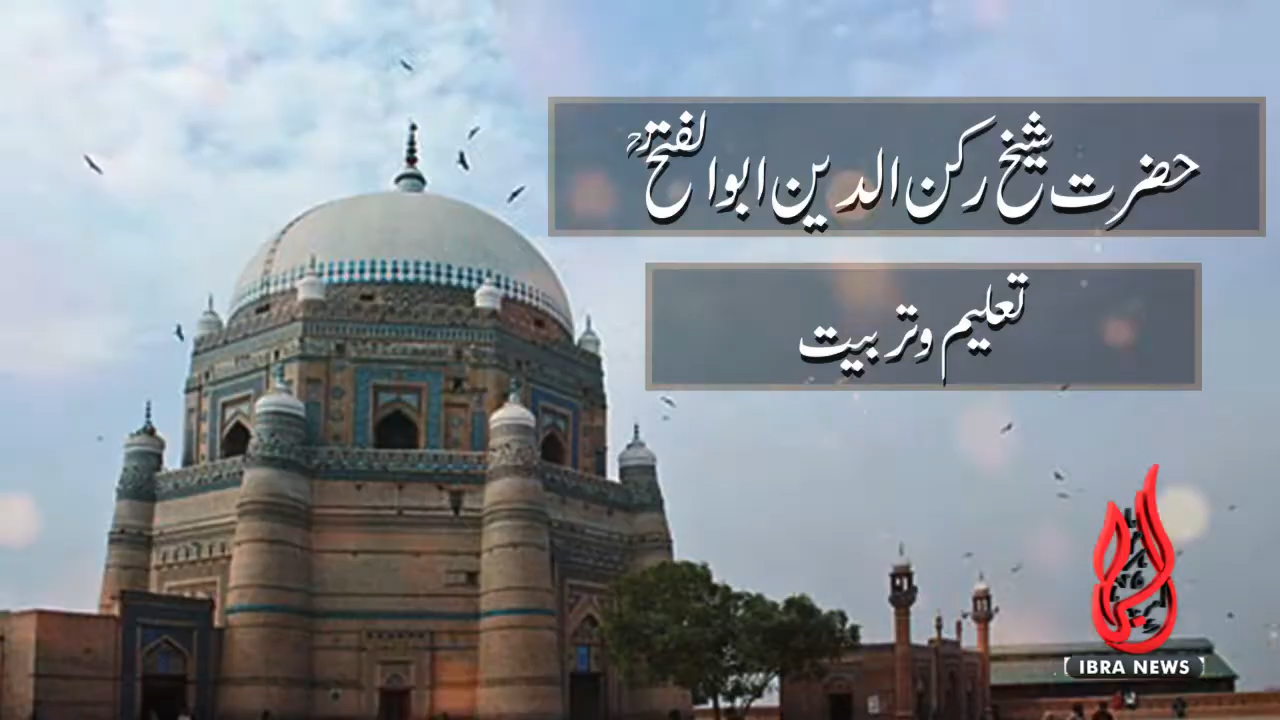 حضرت شیخ رکن الدین ابوالفتحؒ
تعلیم و تربیت
IBRA NEWS